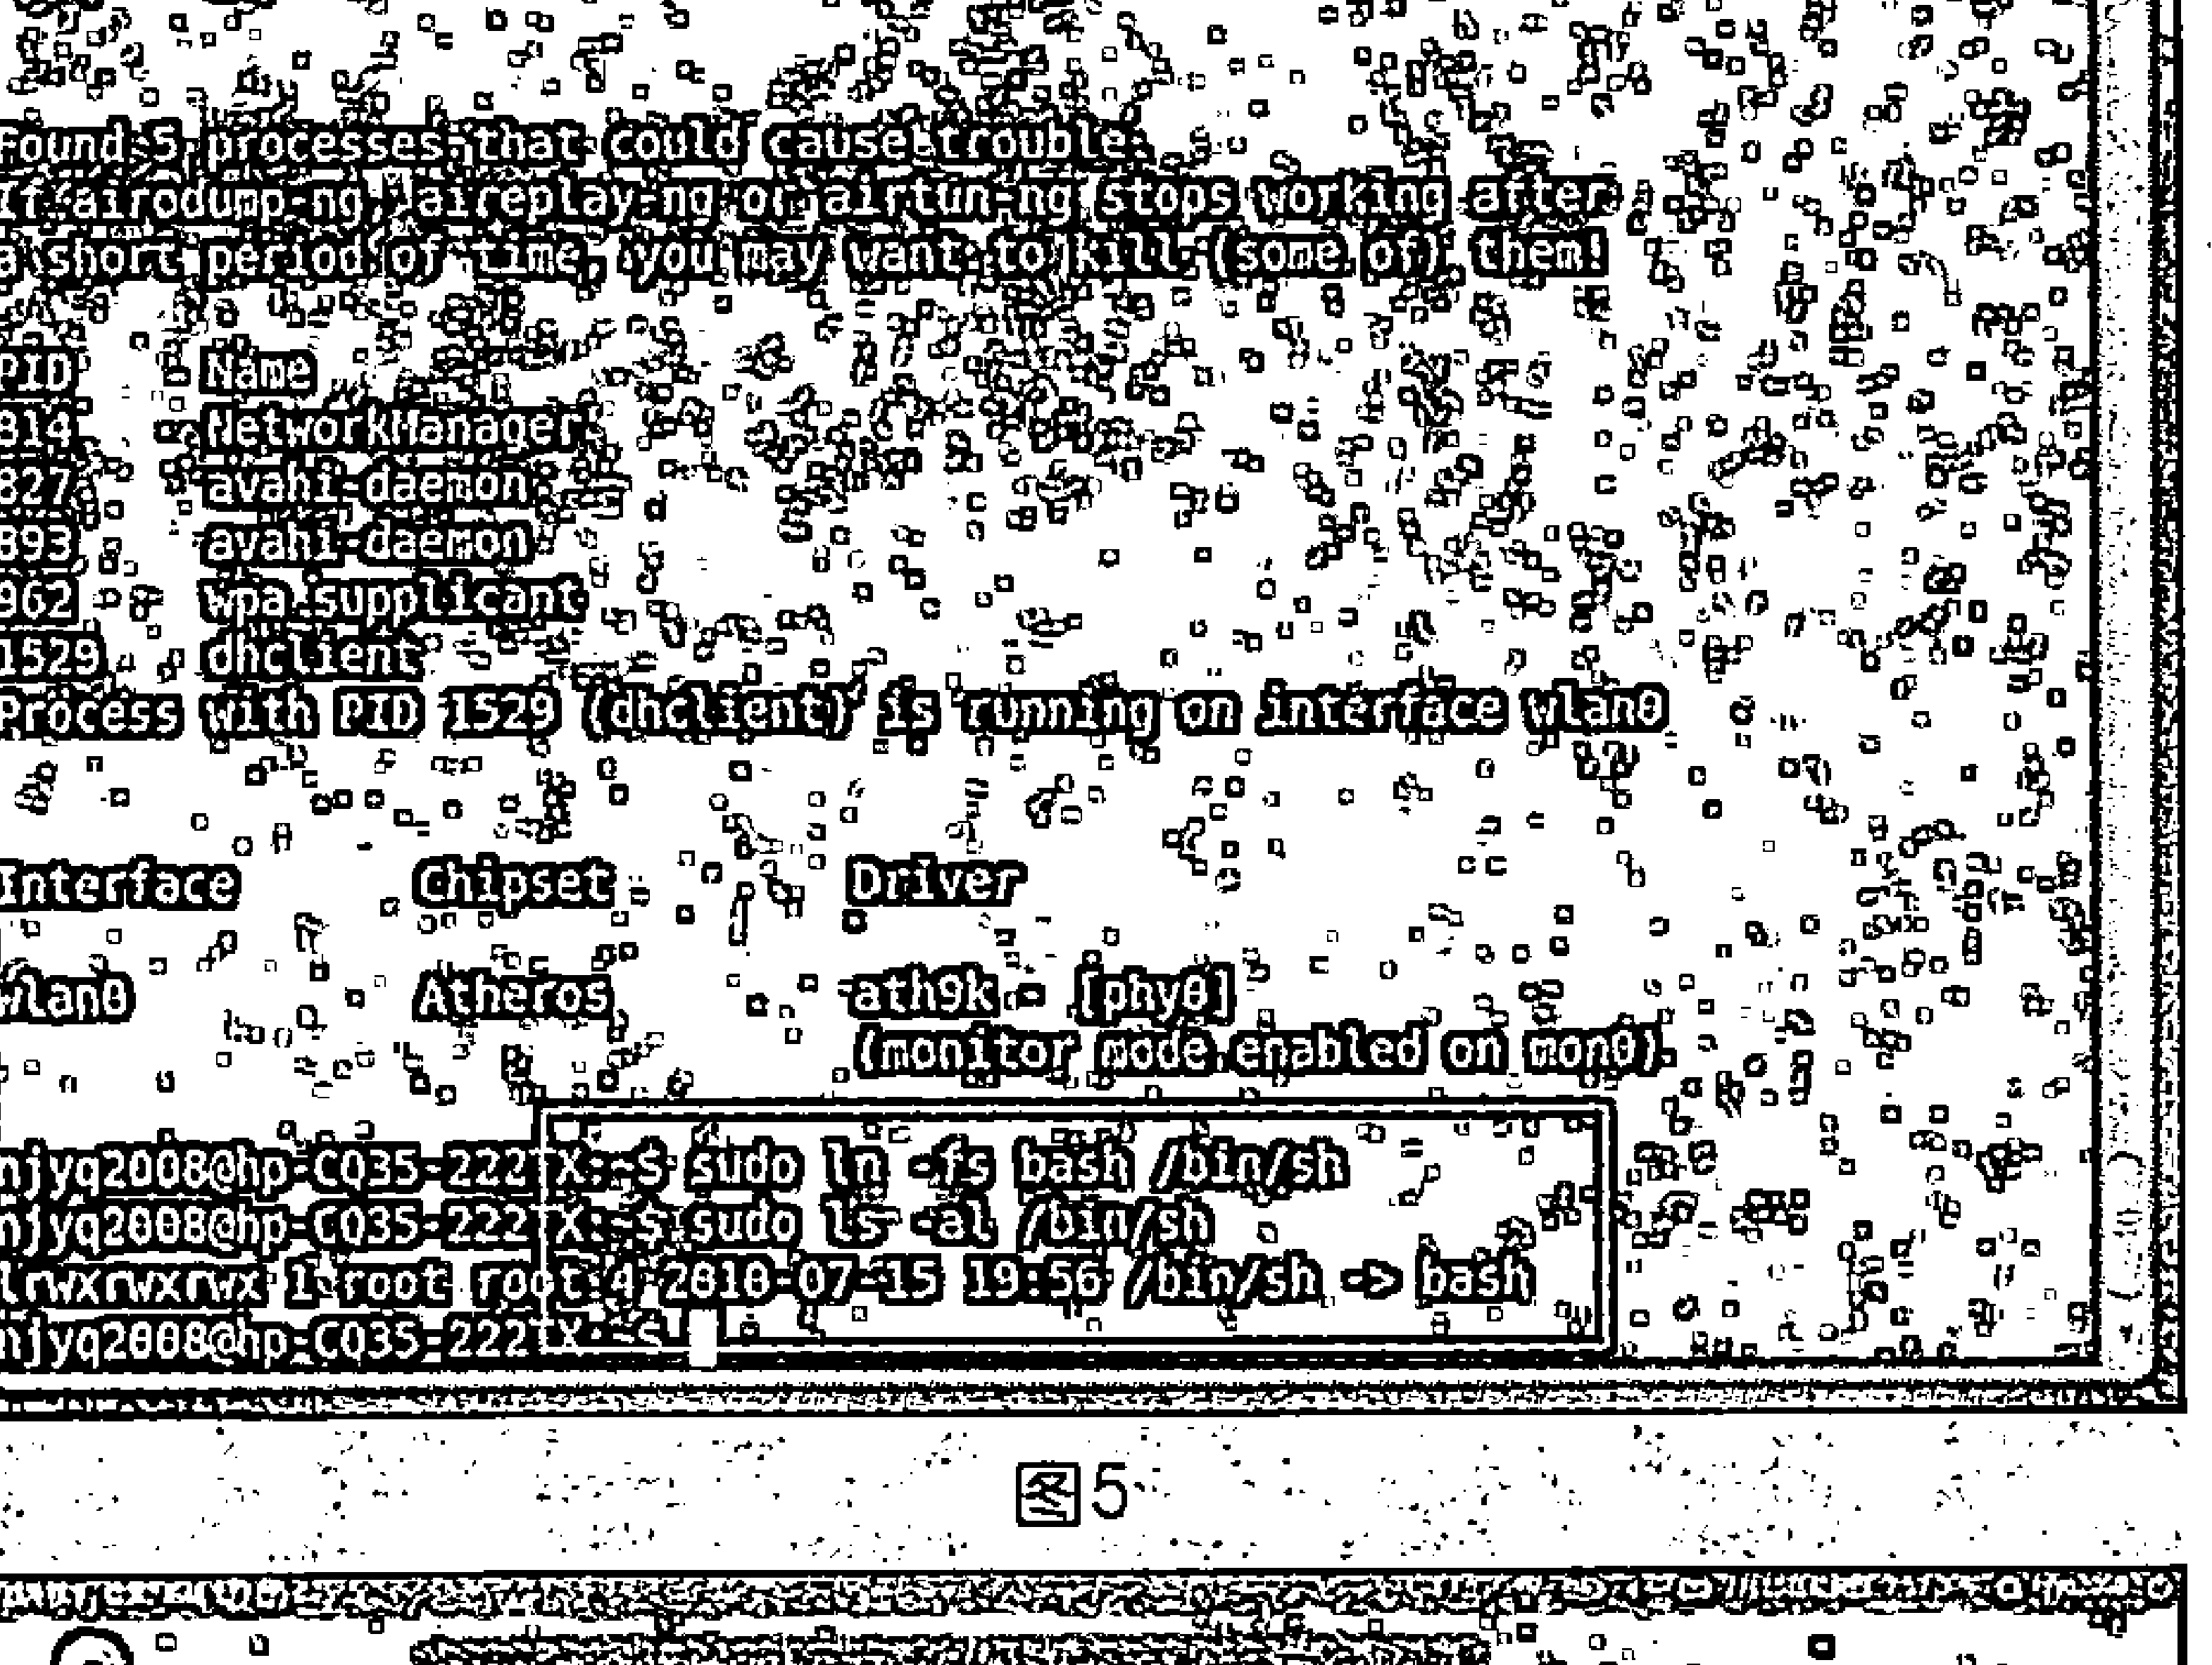 Found 5 processes that could cause trouble.
If airodump-ng, aireplay-ng or airtun-ng stops working after
a short period of time, you may want to kill (some of) them!
PID Name
814 NetworkManager
827 avahi-daemon
893 avahi-daemon
962 wpa_supplicant
1529 dhclient
Process with PID 1529 (dhclient) is running on interface wlan0
Interface Chipset Driver
wlan0 Atheros ath9k - [phy0]
(monitor mode enabled on mon0)
njyq2008@hp-CQ35-222TX:~$ sudo ln -fs bash /bin/sh
njyq2008@hp-CQ35-222TX:~$ sudo ls -al /bin/sh
lrwxrwxrwx 1 root root 4 2010-07-15 19:56 /bin/sh -> bash
njyq2008@hp-CQ35-222TX:~$
图5